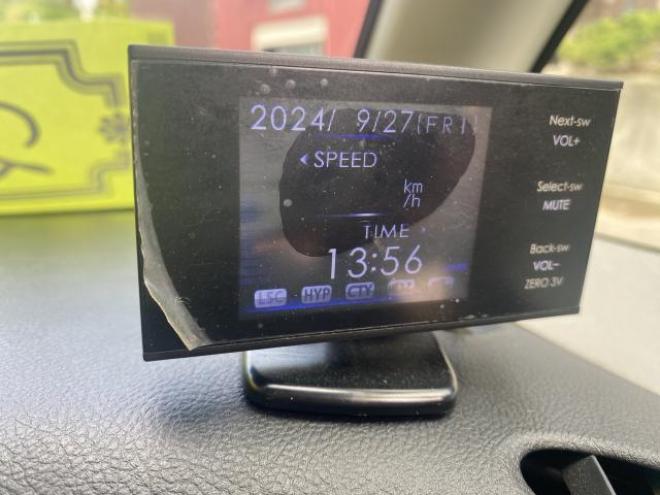 2024/ 9/27(FRI)
◀SPEED
km
/h
TIME
13:56
LSC HYP CTY
Next-sw
VOL+
Select-sw
MUTE
Back-sw
VOL−
ZERO 3V